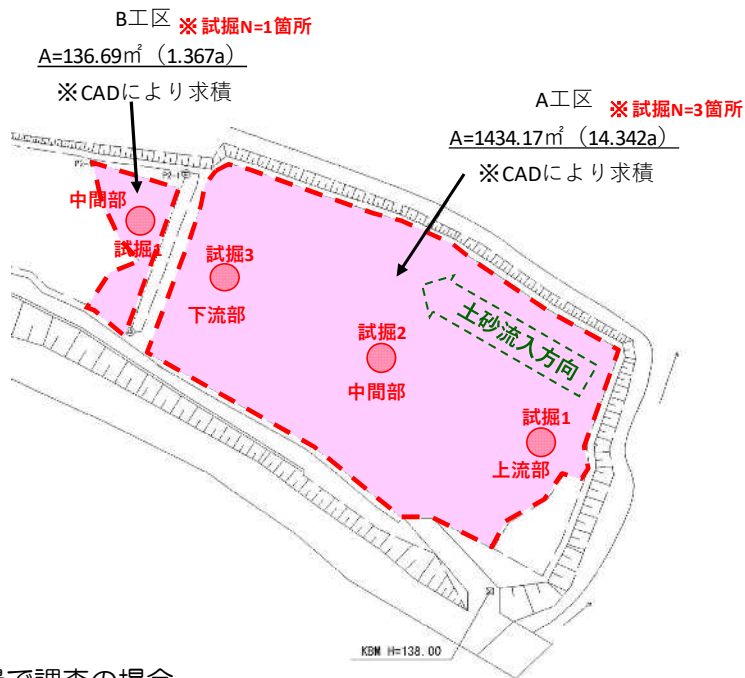 B工区 ※試掘N=1箇所
A=136.69㎡（1.367a）
※CADにより求積
A工区 ※試掘N=3箇所
A=1434.17㎡（14.342a）
※CADにより求積
P2-1
中間部
試掘1
試掘3
下流部
土砂流入方向
試掘2
中間部
試掘1
上流部
KBM H=138.00